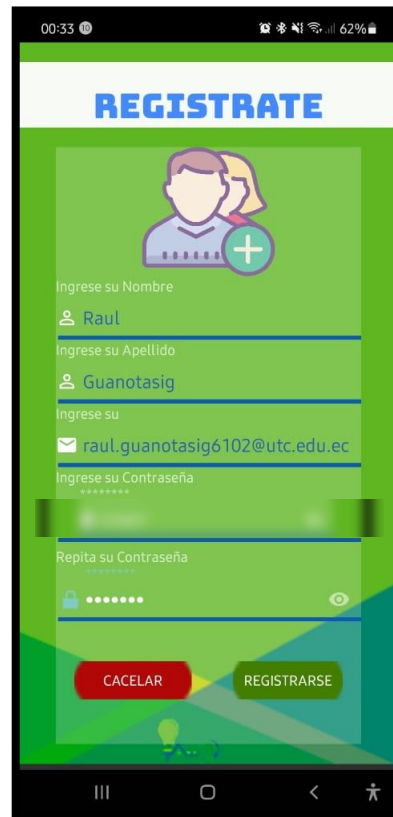 00:33 10 62%
REGISTRATE
Ingrese su Nombre
Raul
Ingrese su Apellido
Guanotasig
Ingrese su
raul.guanotasig6102@utc.edu.ec
Ingrese su Contraseña
********
Repita su Contraseña
********
•••••••
CACELAR REGISTRARSE